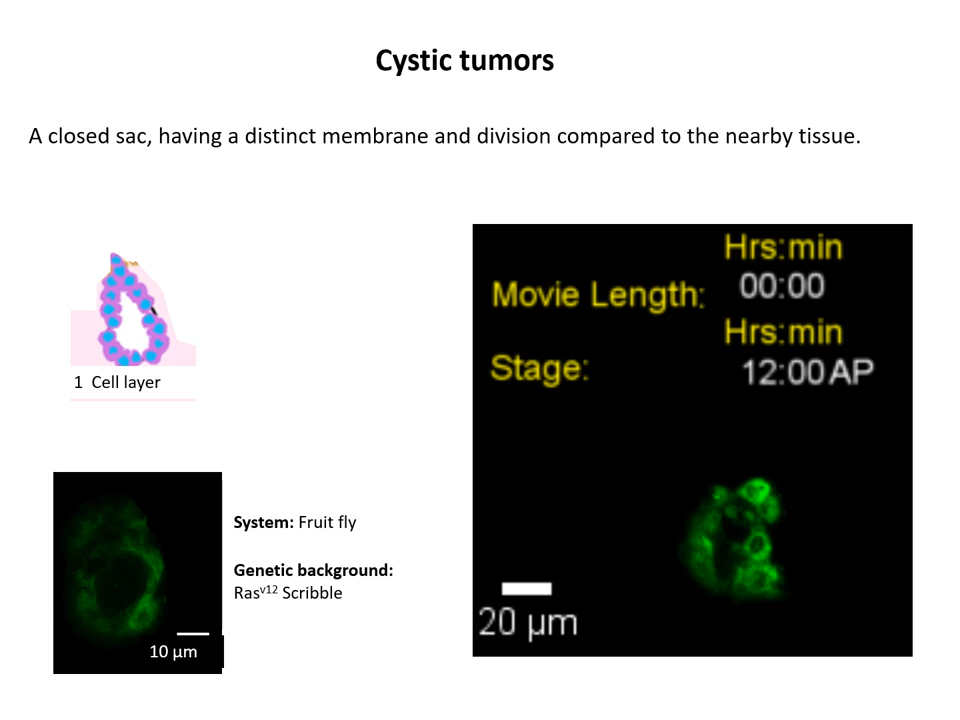 Cystic tumors
A closed sac, having a distinct membrane and division compared to the nearby tissue.
Hrs:min
Movie Length: 00:00
Hrs:min
Stage: 12:00 AP
1 Cell layer
System: Fruit fly
Genetic background:
Rasᵛ¹² Scribble
10 µm
20 µm